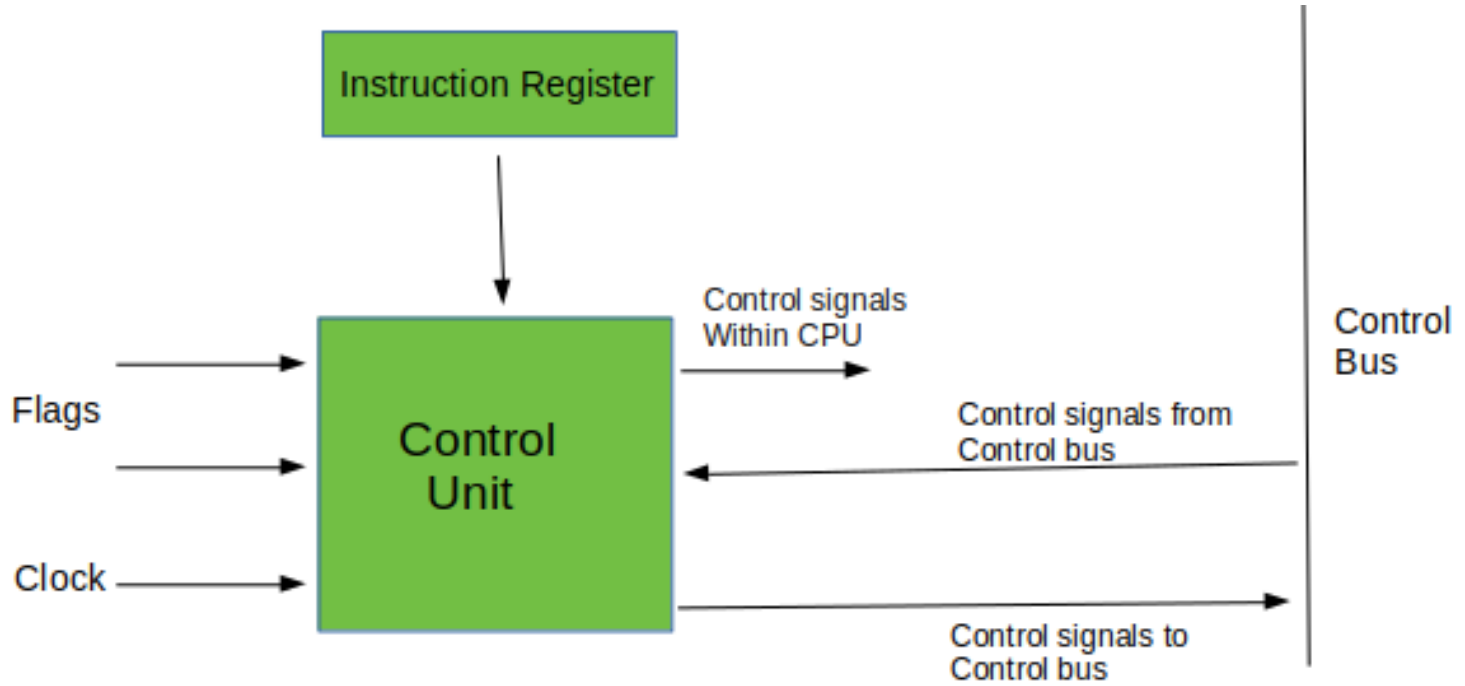 Instruction Register
Control signals
Within CPU
Control
Bus
Flags
Control signals from
Control bus
Control
Unit
Clock
Control signals to
Control bus